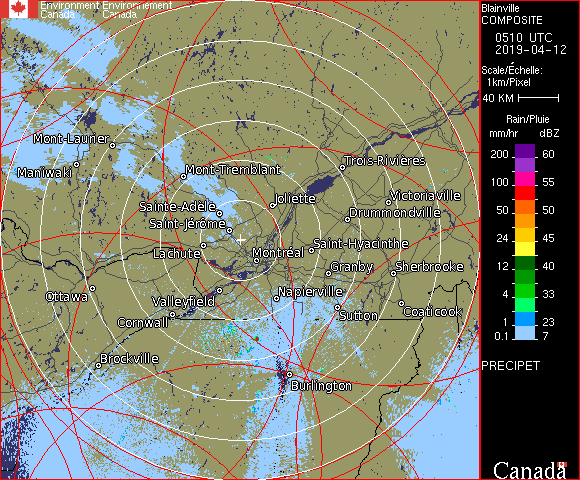 Environment Environnement
Canada Canada
Blainville
COMPOSITE
0510 UTC
2019-04-12
Scale/Échelle:
1km/Pixel
40 KM
Rain/Pluie
mm/hr dBZ
200 60
100 55
50 50
24 45
12 40
4 33
1 23
0.1 7
PRECIPET
Canada
Mont-Laurier
Maniwaki
Mont-Tremblant
Trois-Rivières
Sainte-Adèle
Joliette
Victoriaville
Drummondville
Saint-Jérôme
Lachute
Montréal
Saint-Hyacinthe
Granby
Sherbrooke
Ottawa
Valleyfield
Napierville
Cornwall
Sutton
Coaticook
Brockville
Burlington